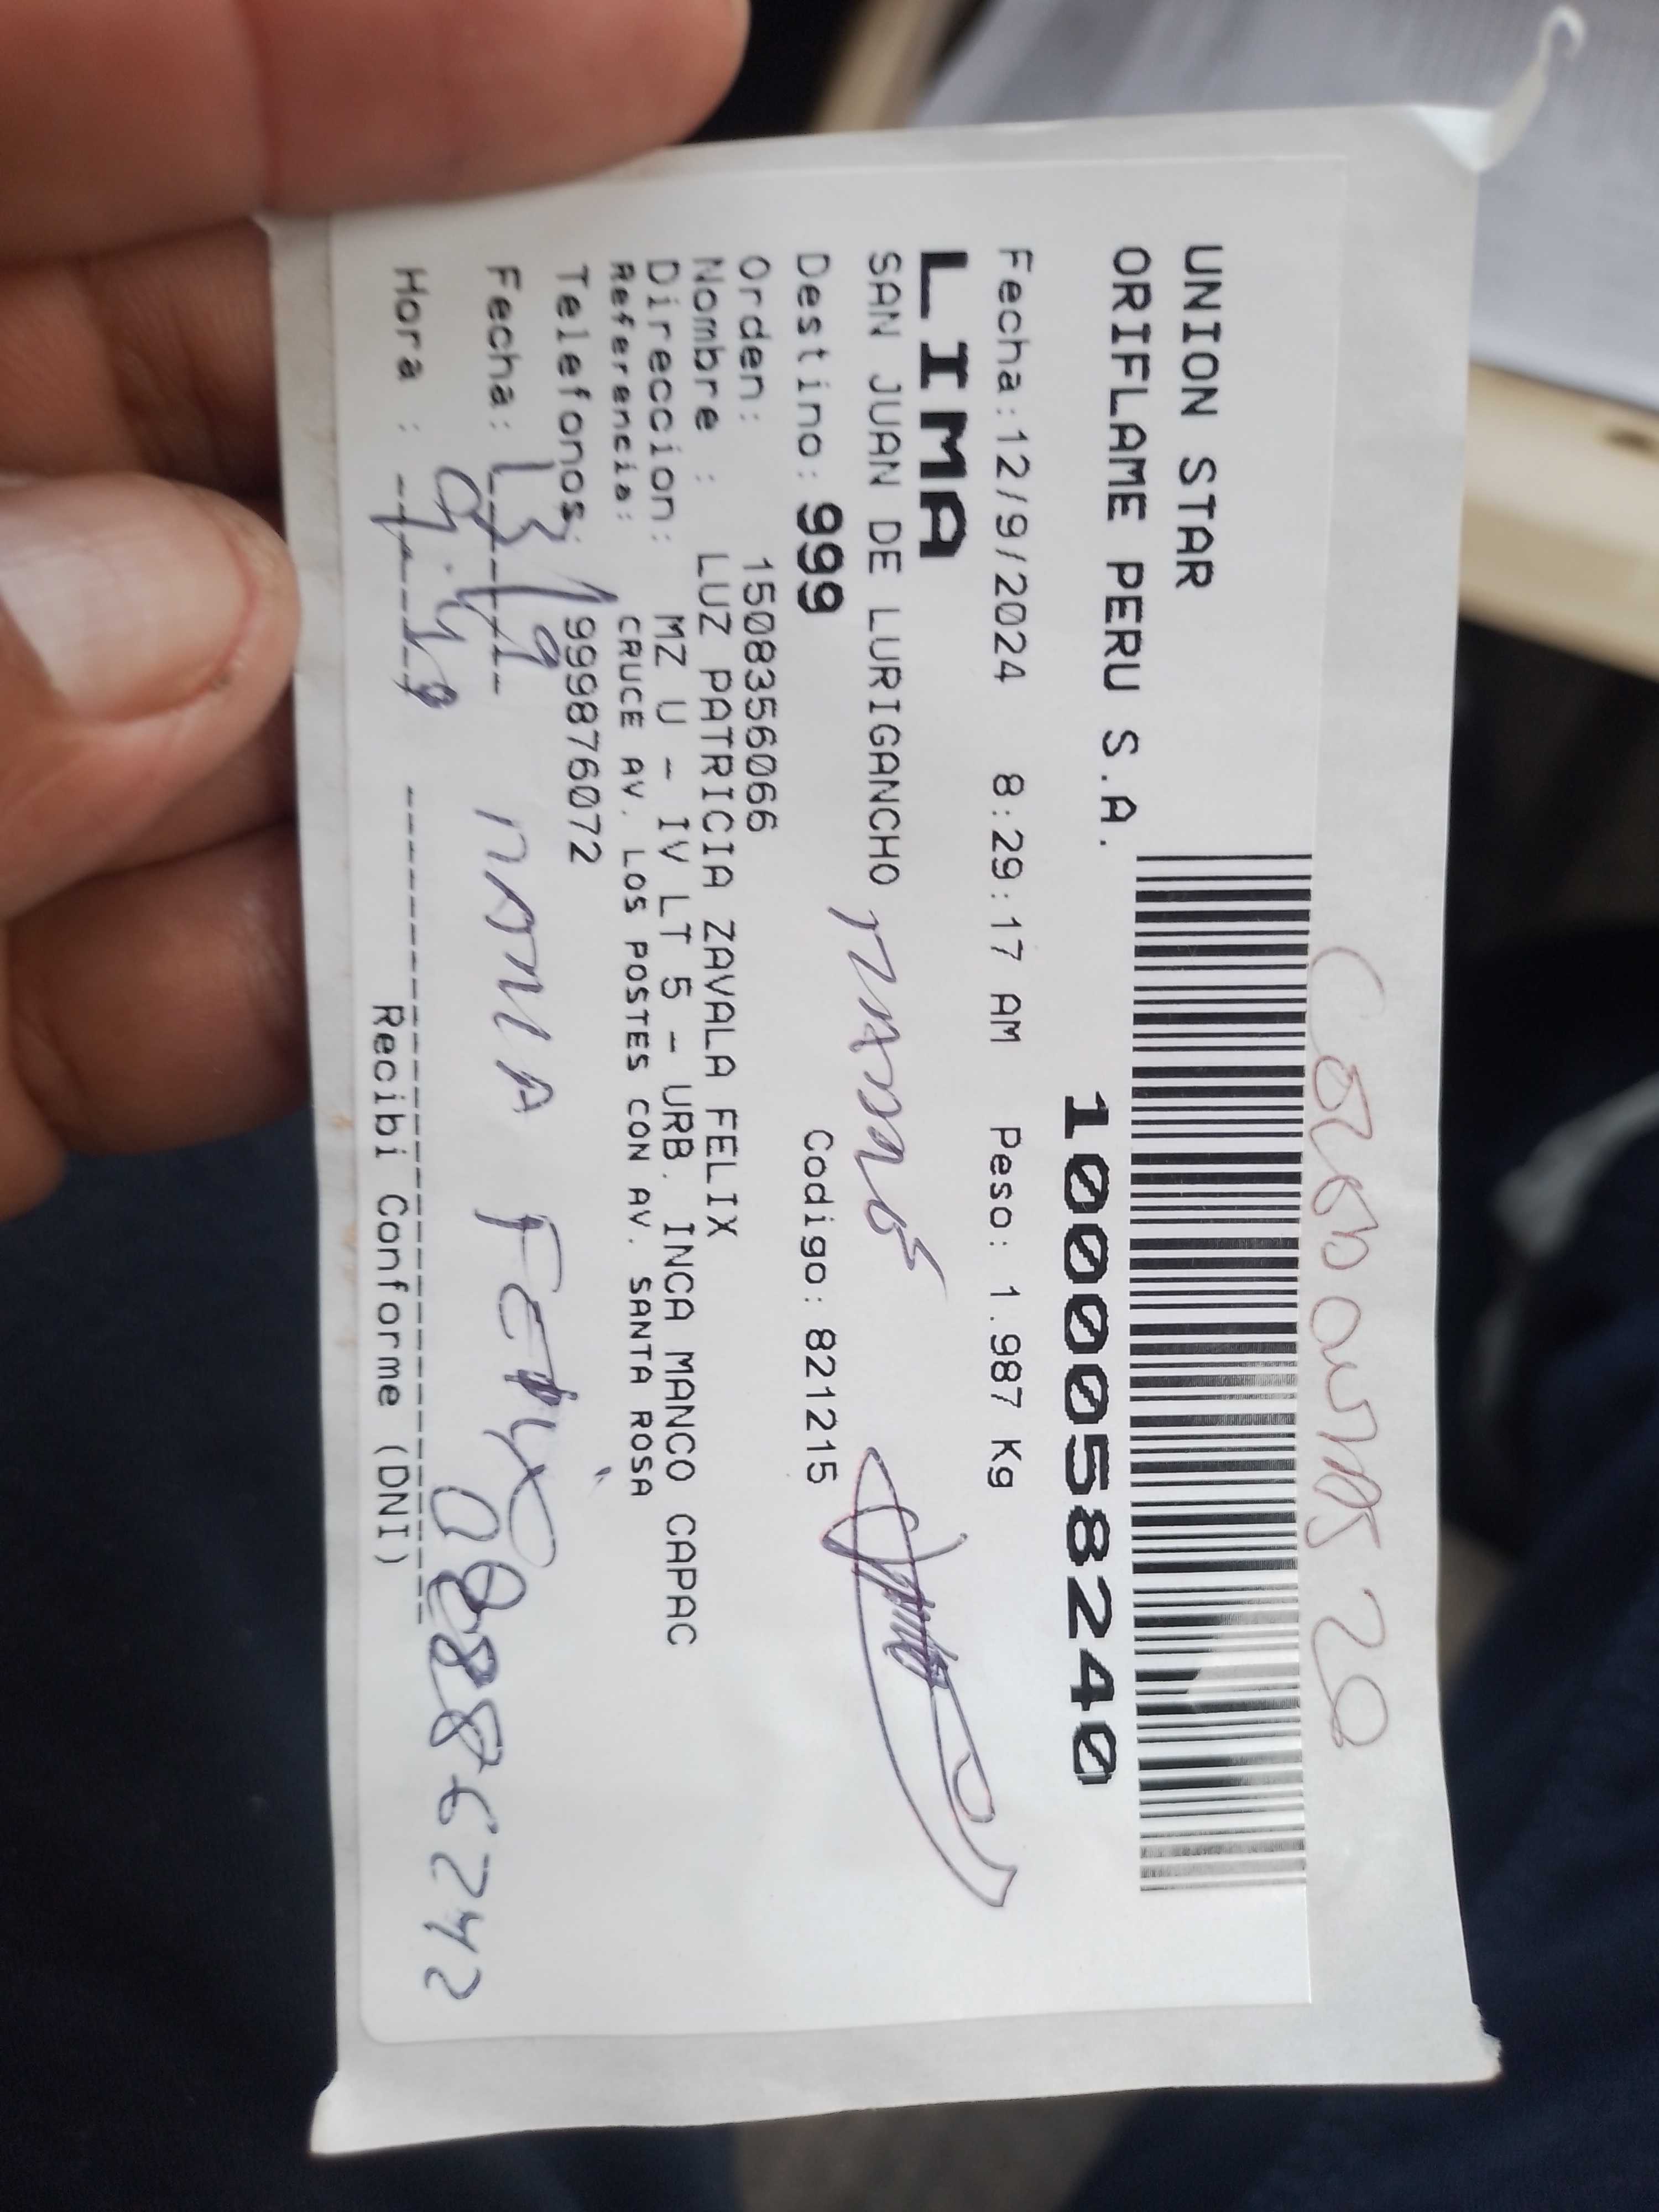 UNION STAR
ORIFLAME PERU S.A.
1000058240
Fecha:12/9/2024 8:29:17 AM Peso: 1.987 Kg
LIMA
SAN JUAN DE LURIGANCHO
Destino: 999 Codigo: 821215
Orden: 1508356066
Nombre : LUZ PATRICIA ZAVALA FELIX
Direccion: MZ U - IV LT 5 - URB. INCA MANCO CAPAC
Referencia: CRUCE AV. LOS POSTES CON AV. SANTA ROSA
Telefonos: 999876072
Fecha: 13/9
Hora :
Recibi Conforme (DNI)